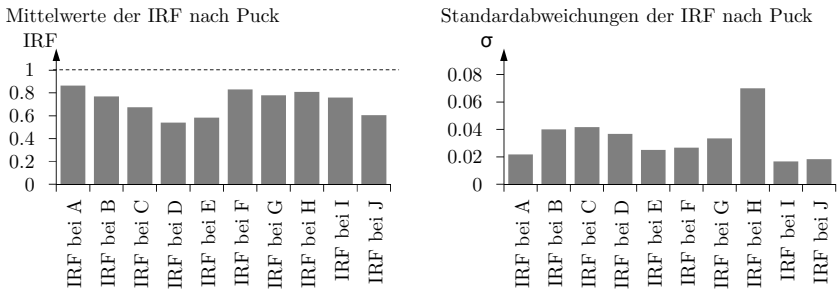 Mittelwerte der IRF nach Puck
IRF
1
0.8
0.6
0.4
0.2
0
IRF bei A
IRF bei B
IRF bei C
IRF bei D
IRF bei E
IRF bei F
IRF bei G
IRF bei H
IRF bei I
IRF bei J
Standardabweichungen der IRF nach Puck
σ
0.08
0.06
0.04
0.02
0
IRF bei A
IRF bei B
IRF bei C
IRF bei D
IRF bei E
IRF bei F
IRF bei G
IRF bei H
IRF bei I
IRF bei J